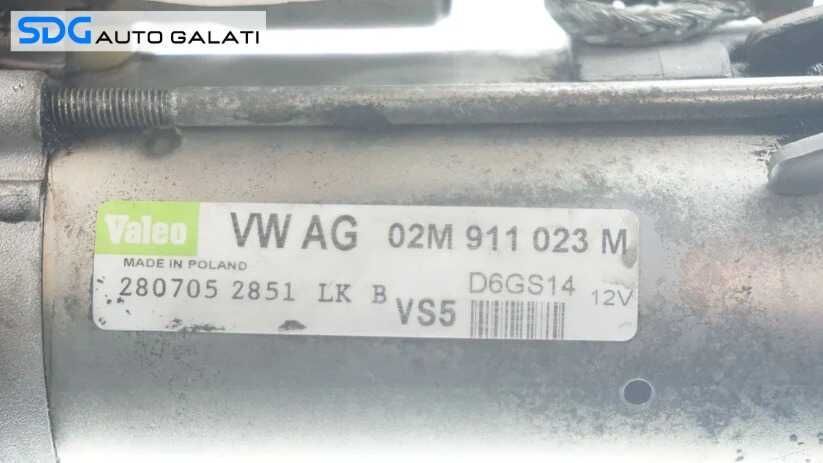 SDG AUTO GALATI
Valeo VW AG 02M 911 023 M
MADE IN POLAND
280705 2851 LK B VS5 D6GS14 12V